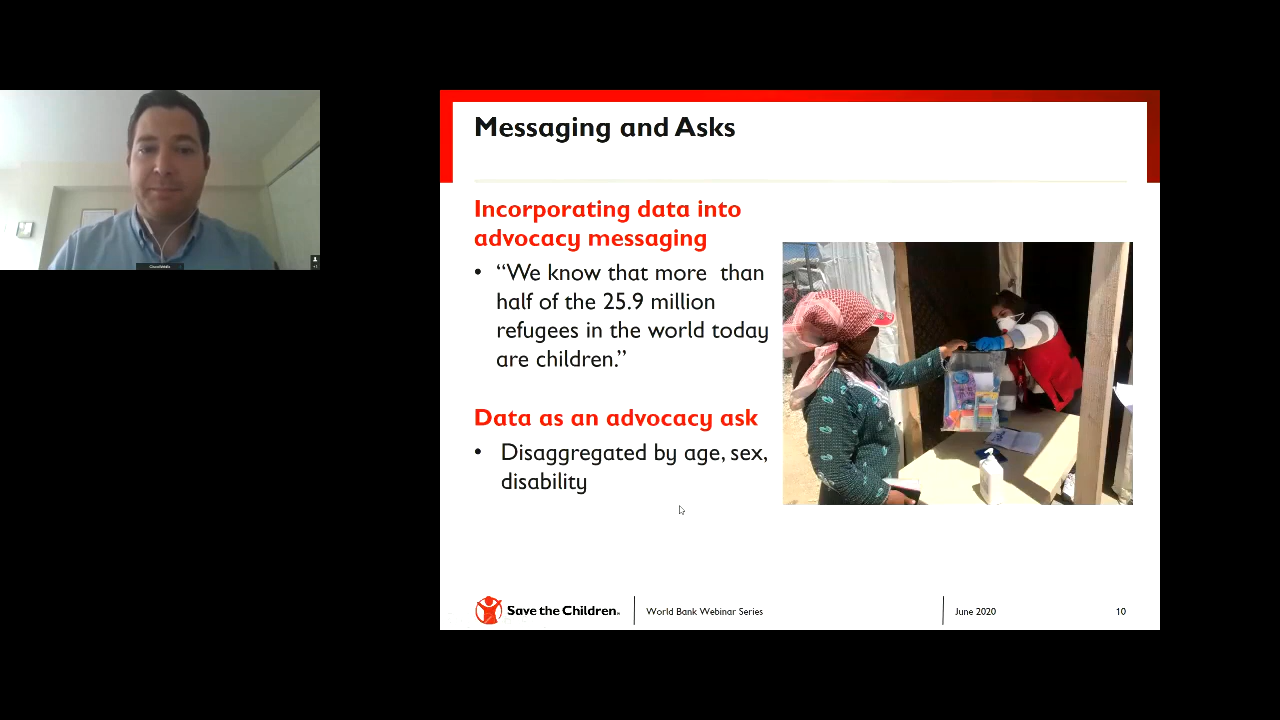 Messaging and Asks
Incorporating data into
advocacy messaging
• “We know that more  than
half of the 25.9 million
refugees in the world today
are children.”
Data as an advocacy ask
• Disaggregated by age, sex,
disability
Save the Children.
World Bank Webinar Series
June 2020
10